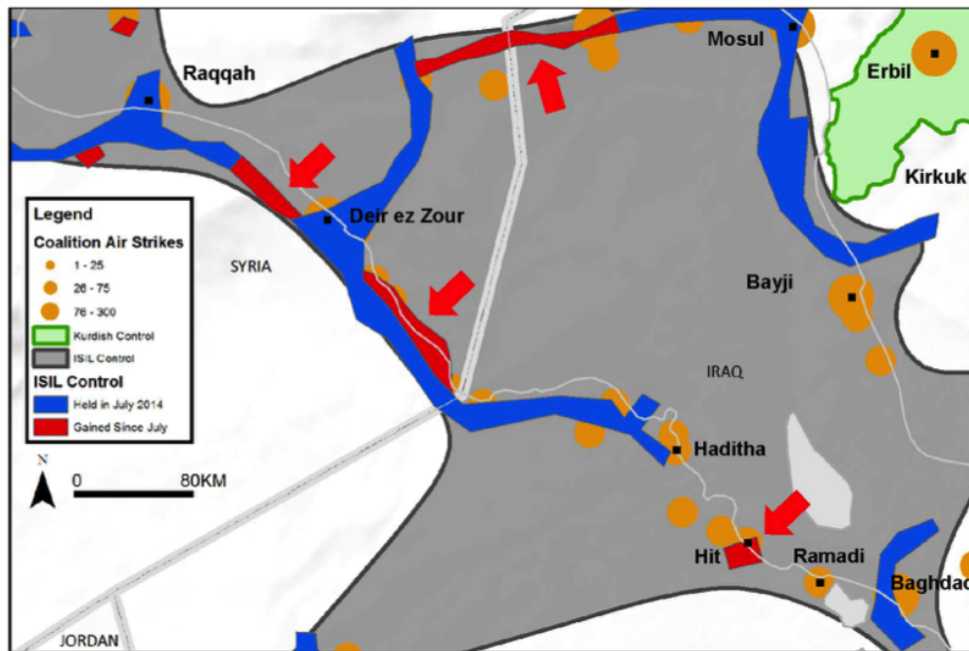 Mosul
Erbil
Raqqah
Kirkuk
Legend
Coalition Air Strikes
1 - 25
26 - 75
76 - 300
Kurdish Control
ISIL Control
ISIL Control
Held in July 2014
Gained Since July
Deir ez Zour
SYRIA
Bayji
IRAQ
N
0 80KM
Haditha
Hit
Ramadi
Baghdad
JORDAN